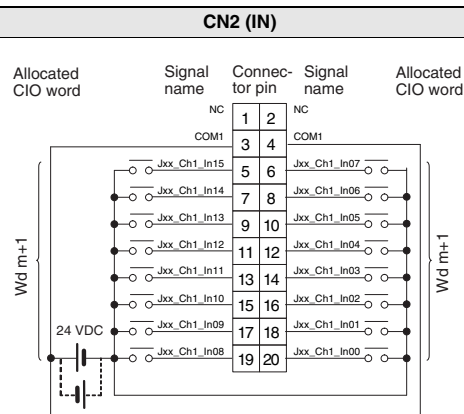 CN2 (IN)
Allocated CIO word
Signal name
Connec-tor pin
Signal name
Allocated CIO word
NC 1 2 NC
COM1 3 4 COM1
Jxx_Ch1_In15 5 6 Jxx_Ch1_In07
Jxx_Ch1_In14 7 8 Jxx_Ch1_In06
Jxx_Ch1_In13 9 10 Jxx_Ch1_In05
Jxx_Ch1_In12 11 12 Jxx_Ch1_In04
Jxx_Ch1_In11 13 14 Jxx_Ch1_In03
Jxx_Ch1_In10 15 16 Jxx_Ch1_In02
Jxx_Ch1_In09 17 18 Jxx_Ch1_In01
Jxx_Ch1_In08 19 20 Jxx_Ch1_In00
Wd m+1
Wd m+1
24 VDC